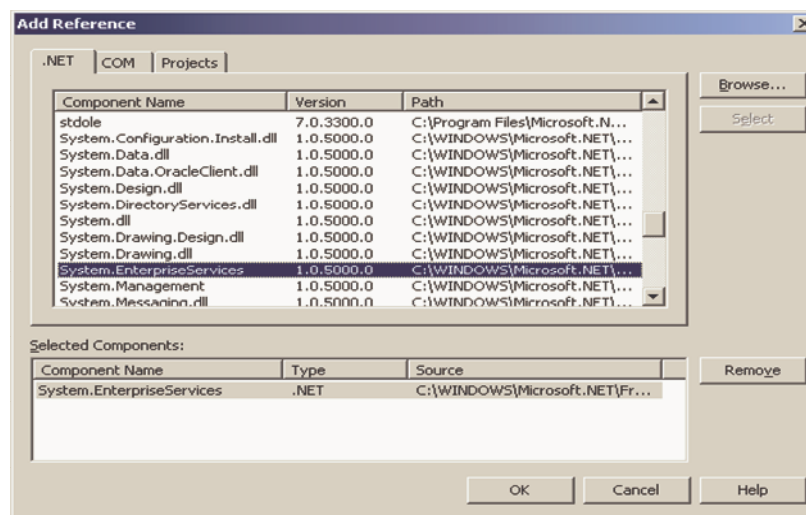 Add Reference
.NET COM Projects
Browse...
Component Name Version Path
Select
stdole 7.0.3300.0 C:\Program Files\Microsoft.N...
System.Configuration.Install.dll 1.0.5000.0 C:\WINDOWS\Microsoft.NET\...
System.Data.dll 1.0.5000.0 C:\WINDOWS\Microsoft.NET\...
System.Data.OracleClient.dll 1.0.5000.0 C:\WINDOWS\Microsoft.NET\...
System.Design.dll 1.0.5000.0 C:\WINDOWS\Microsoft.NET\...
System.DirectoryServices.dll 1.0.5000.0 C:\WINDOWS\Microsoft.NET\...
System.dll 1.0.5000.0 C:\WINDOWS\Microsoft.NET\...
System.Drawing.Design.dll 1.0.5000.0 C:\WINDOWS\Microsoft.NET\...
System.Drawing.dll 1.0.5000.0 C:\WINDOWS\Microsoft.NET\...
System.EnterpriseServices 1.0.5000.0 C:\WINDOWS\Microsoft.NET\...
System.Management 1.0.5000.0 C:\WINDOWS\Microsoft.NET\...
System.Messaging.dll 1.0.5000.0 C:\WINDOWS\Microsoft.NET\...
Selected Components:
Component Name Type Source
Remove
System.EnterpriseServices .NET C:\WINDOWS\Microsoft.NET\Fr...
OK Cancel Help